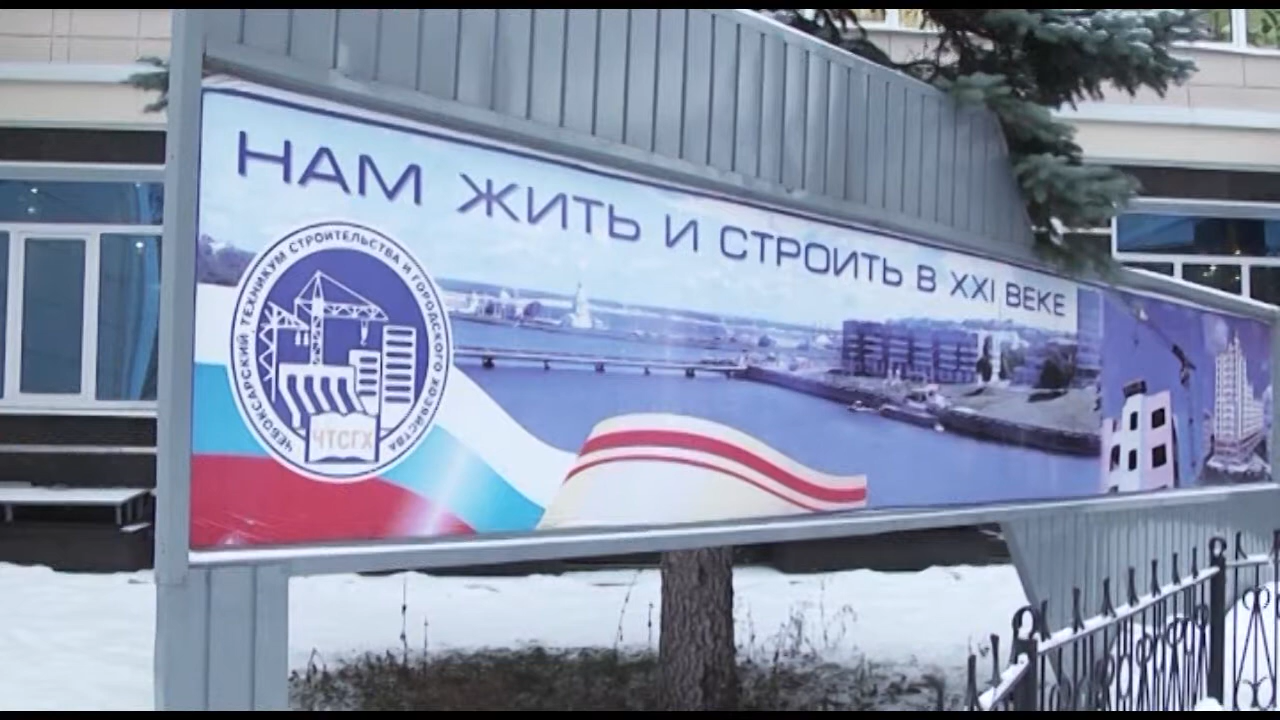 НАМ ЖИТЬ И СТРОИТЬ В XXI ВЕКЕ
ЧЕБОКСАРСКИЙ ТЕХНИКУМ СТРОИТЕЛЬСТВА И ГОРОДСКОГО ХОЗЯЙСТВА
ЧТСГХ